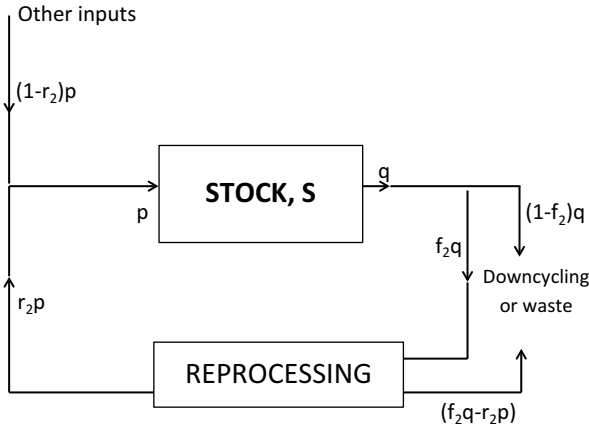 Other inputs
(1-r₂)p
STOCK, S
q
p
(1-f₂)q
f₂q
Downcycling
or waste
r₂p
REPROCESSING
(f₂q-r₂p)